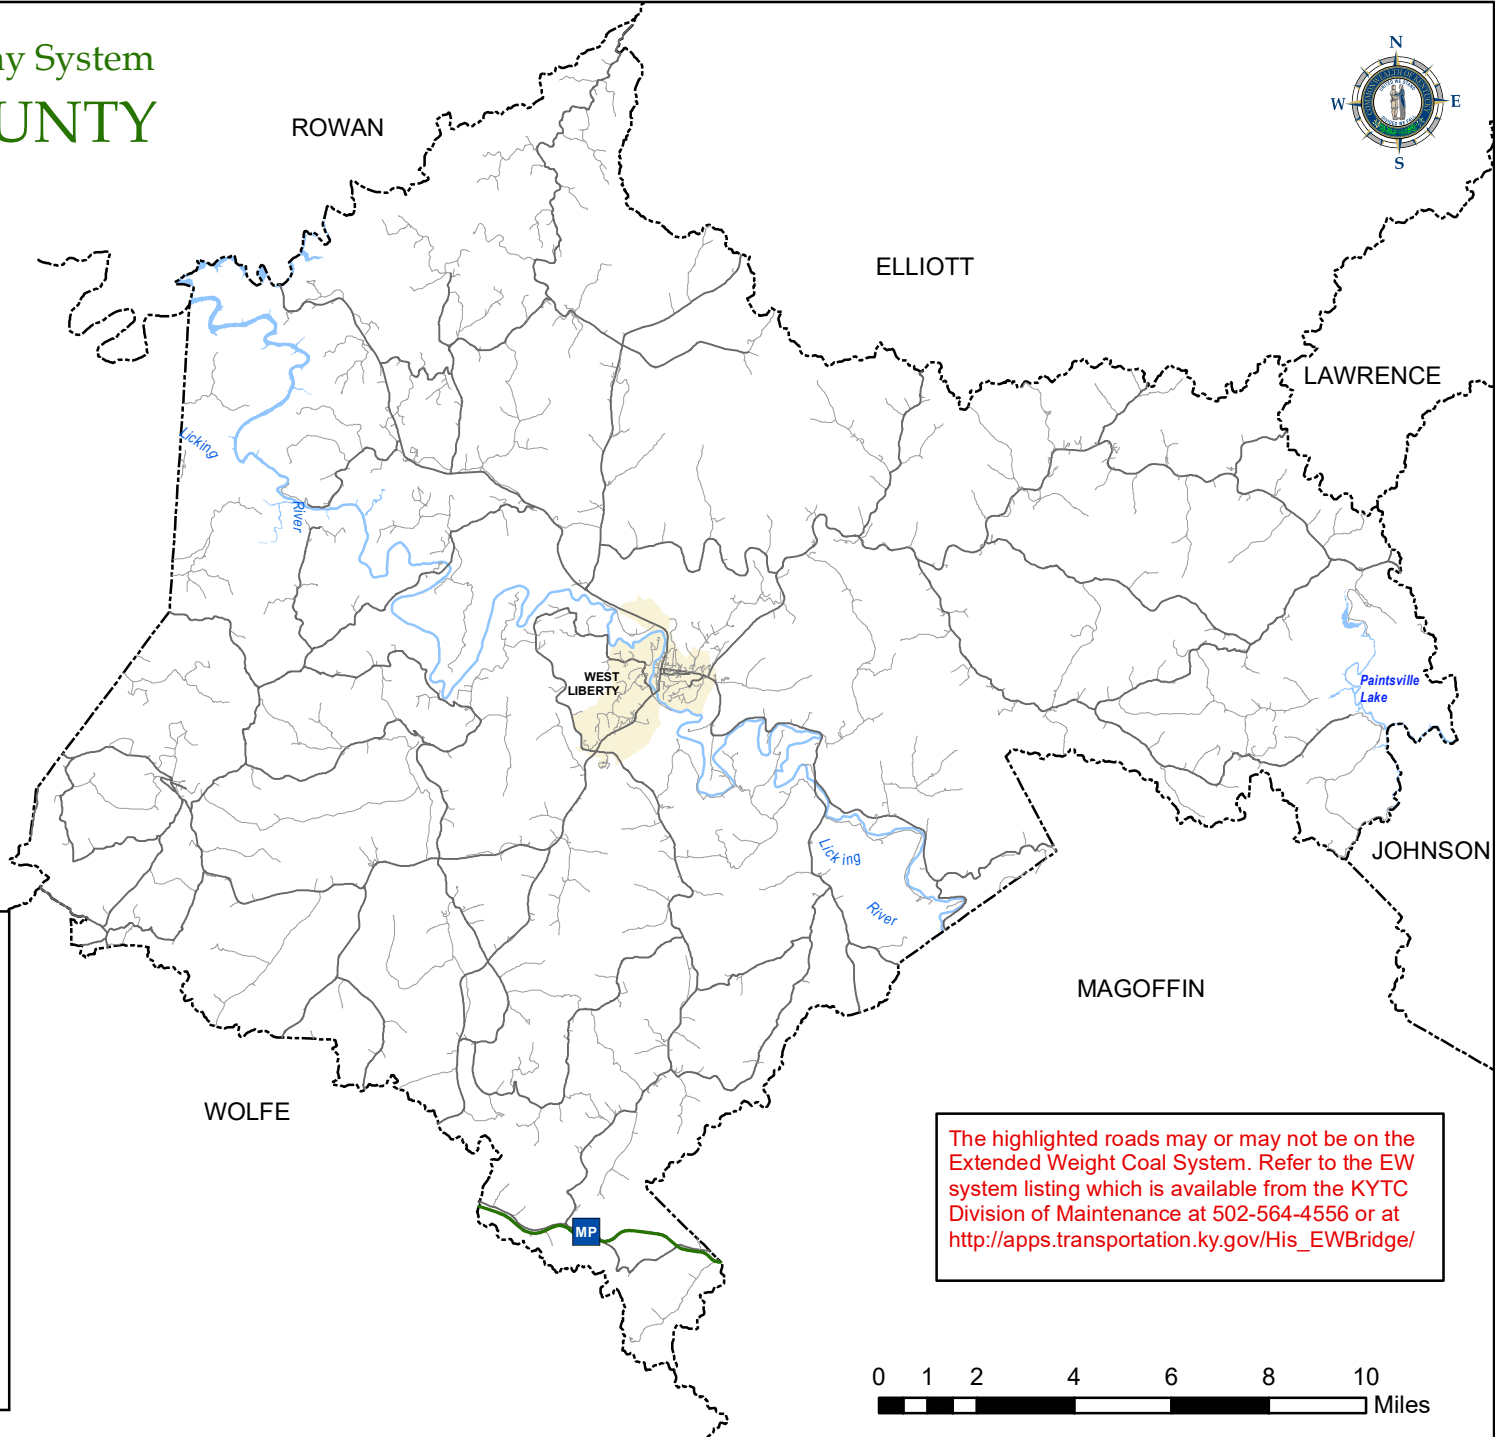 ay System
OUNTY
ROWAN
N
W
E
S
ELLIOTT
LAWRENCE
Licking
River
WEST
LIBERTY
Paintsville
Lake
Licking
River
JOHNSON
MAGOFFIN
WOLFE
The highlighted roads may or may not be on the
Extended Weight Coal System. Refer to the EW
system listing which is available from the KYTC
Division of Maintenance at 502-564-4556 or at
http://apps.transportation.ky.gov/His_EWBridge/
MP
0 1 2 4 6 8 10
Miles